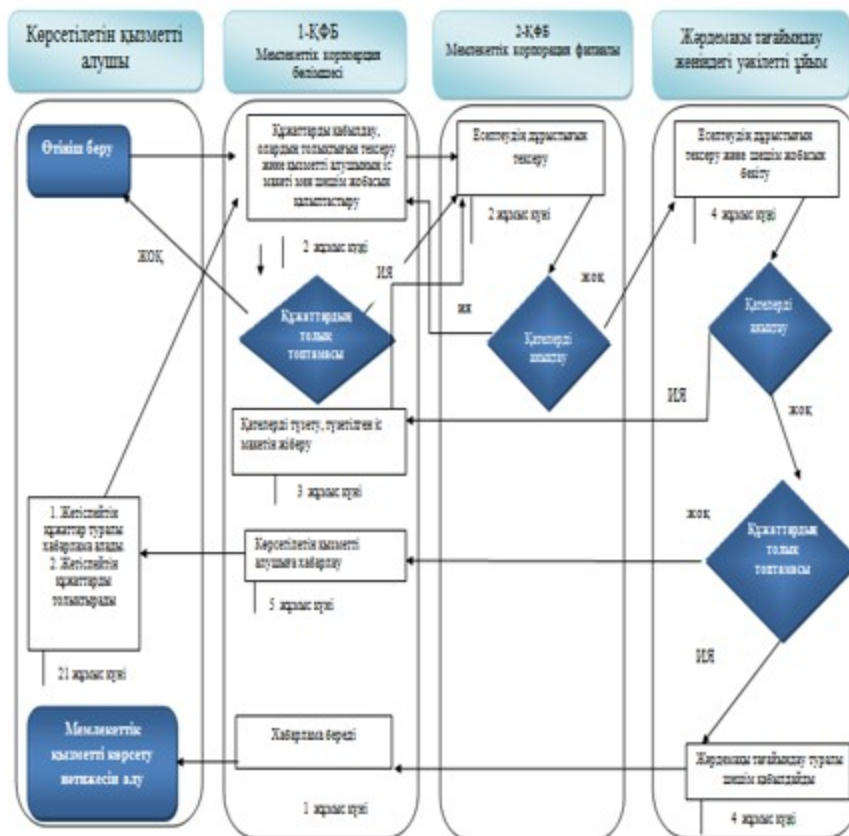 Көрсетілетін қызметті
алушы
1-ҚФБ
Мемлекеттік корпорация
бөлімшесі
2-ҚФБ
Мемлекеттік корпорация филиалы
Жәрдемақы тағайындау
жөніндегі уәкілетті ұйым
Өтініш беру
Құжаттарды қабылдау,
олардың толықтығын тексеру
және қызметті алушының іс
макеті мен шешім жобасын
қалыптастыру
Есептеудің дұрыстығын
тексеру
Есептеудің дұрыстығын
тексеру және шешім жобасын
бекіту
2 жұмыс күні
2 жұмыс күні
4 жұмыс күні
ЖОҚ
ИЯ
ия
жоқ
Құжаттардың
толық
топтамасы
Қателерді
анықтау
Қателерді
анықтау
ИЯ
жоқ
Қателерді түзету, түзетілген іс
макетін жіберу
3 жұмыс күні
1. Жетіспейтін
құжаттар туралы
хабарлама алады
2. Жетіспейтін
құжаттарды
толықтырады
21 жұмыс күні
Көрсетілетін қызметті
алушыға хабарлау
5 жұмыс күні
жоқ
Құжаттардың
толық
топтамасы
ИЯ
Мемлекеттік
қызметті көрсету
нәтижесін алу
Хабарлама береді
1 жұмыс күні
Жәрдемақы тағайындау туралы
шешім қабылдайды
4 жұмыс күні